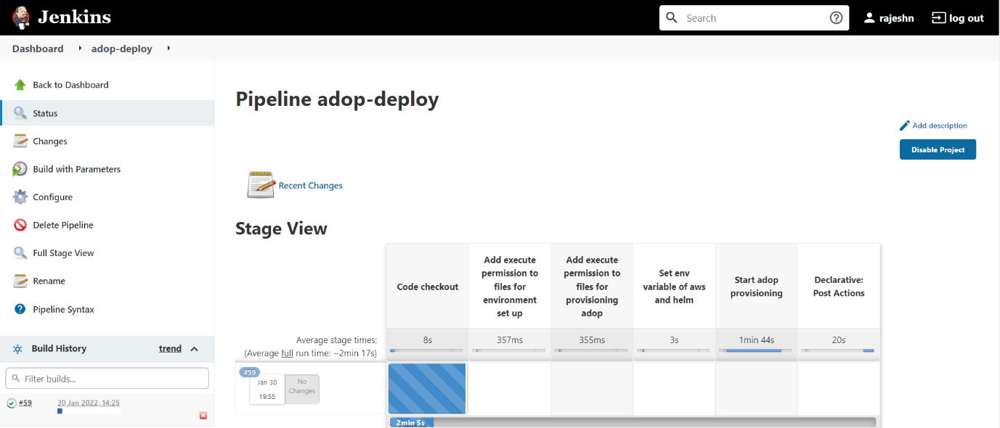 Jenkins
Search
rajeshn
log out
Dashboard
adop-deploy
Back to Dashboard
Status
Changes
Build with Parameters
Configure
Delete Pipeline
Full Stage View
Rename
Pipeline Syntax
Build History
trend
Filter builds...
#59
30 Jan 2022, 14:25
Pipeline adop-deploy
Add description
Disable Project
Recent Changes
Stage View
Code checkout
Add execute
permission to
files for
environment
set up
Add execute
permission to
files for
provisioning
adop
Set env
variable of aws
and helm
Start adop
provisioning
Declarative:
Post Actions
Average stage times:
(Average full run time: ~2min 17s)
8s
357ms
355ms
3s
1min 44s
20s
#59
Jan 30
19:55
No
Changes
2min 5s